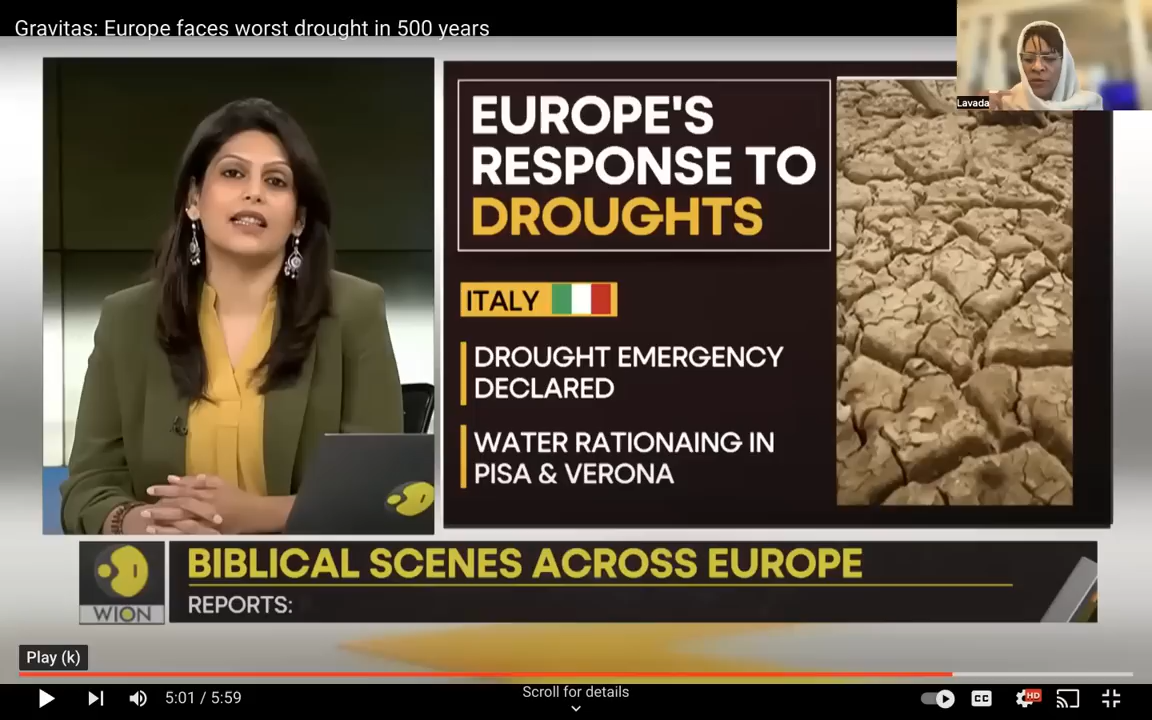 Gravitas: Europe faces worst drought in 500 years
Lavada
EUROPE'S
RESPONSE TO
DROUGHTS
ITALY
DROUGHT EMERGENCY
DECLARED
WATER RATIONAING IN
PISA & VERONA
BIBLICAL SCENES ACROSS EUROPE
REPORTS:
WION
Play (k)
5:01 / 5:59
Scroll for details
CC
HD